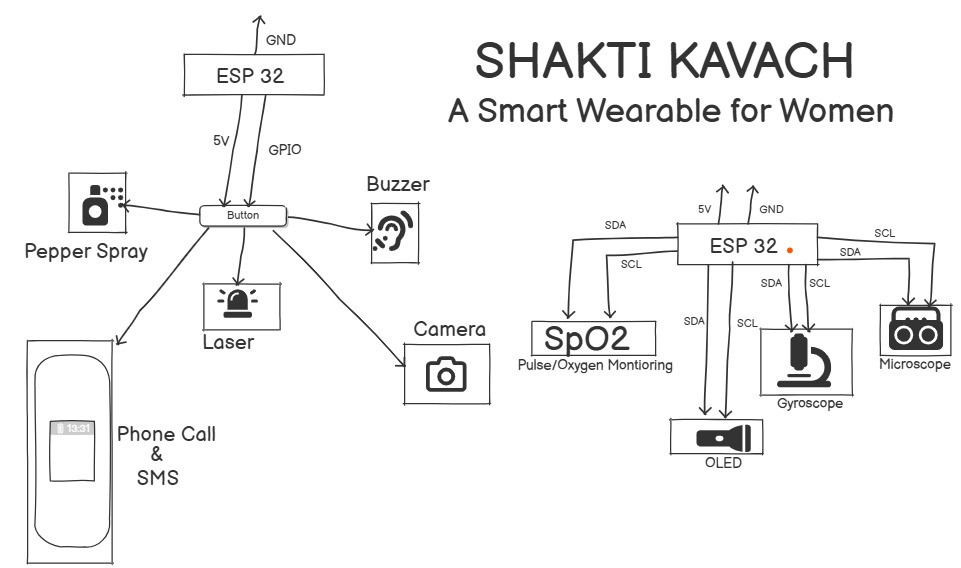 SHAKTI KAVACH
A Smart Wearable for Women
GND
ESP 32
5V
GPIO
Button
Pepper Spray
Buzzer
Laser
Camera
13:31
Phone Call
&
SMS
5V
GND
ESP 32
SDA
SCL
SDA
SCL
SDA
SCL
SCL
SDA
SpO2
Pulse/Oxygen Montioring
OLED
Gyroscope
Microscope